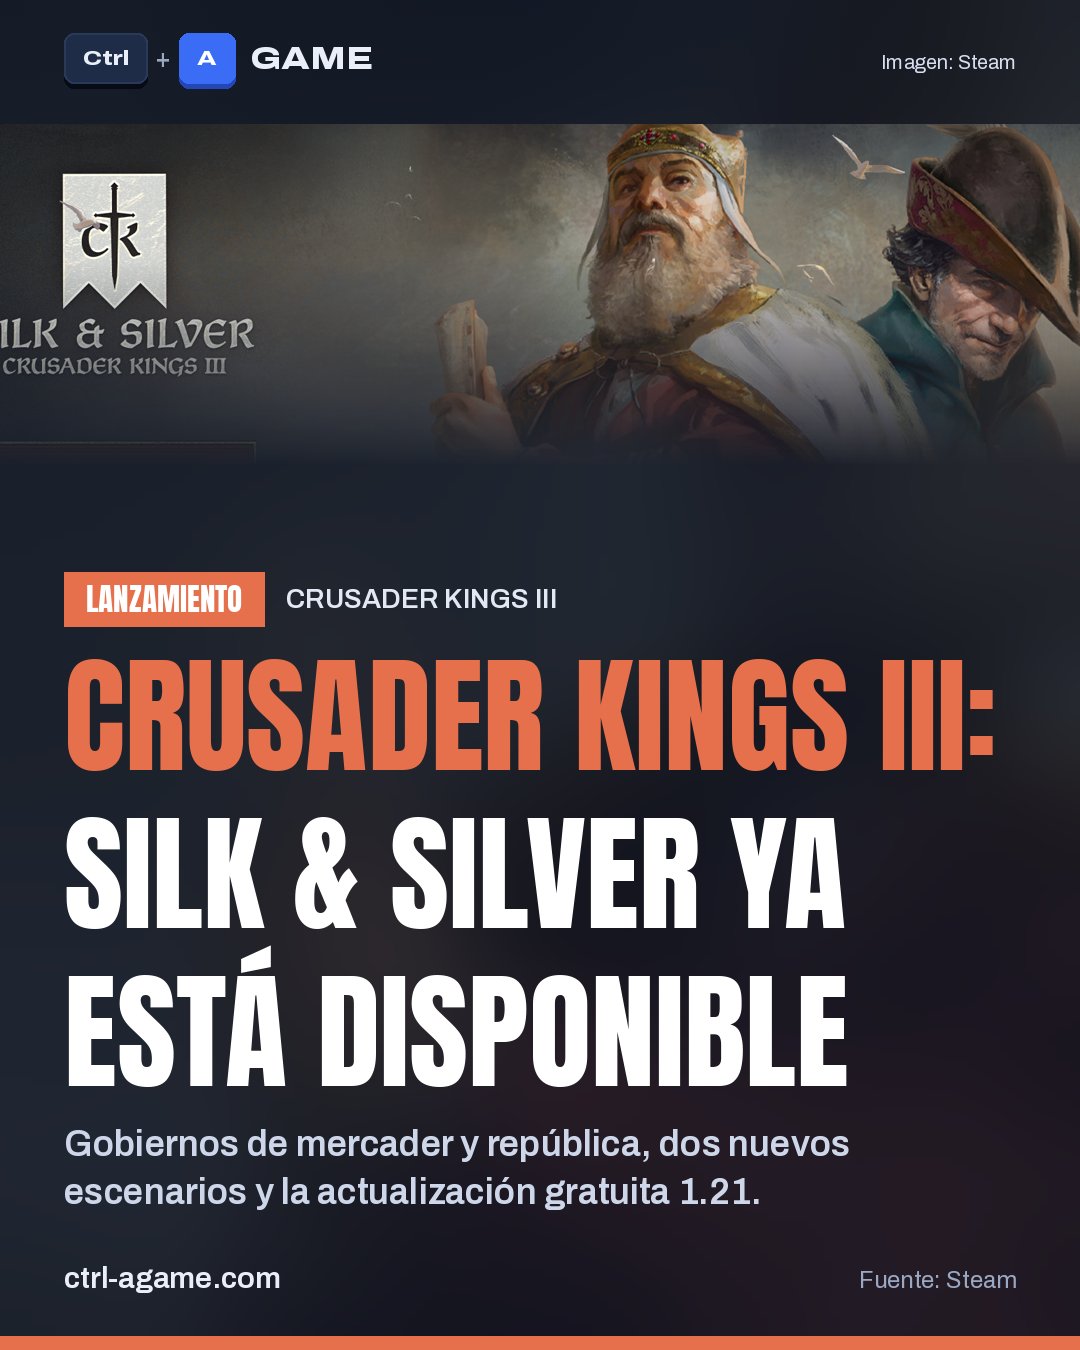 Ctrl + A GAME
Imagen: Steam
CK
ILK & SILVER
CRUSADER KINGS III
LANZAMIENTO CRUSADER KINGS III
CRUSADER KINGS III:
SILK & SILVER YA
ESTÁ DISPONIBLE
Gobiernos de mercader y república, dos nuevos
escenarios y la actualización gratuita 1.21.
ctrl-agame.com
Fuente: Steam